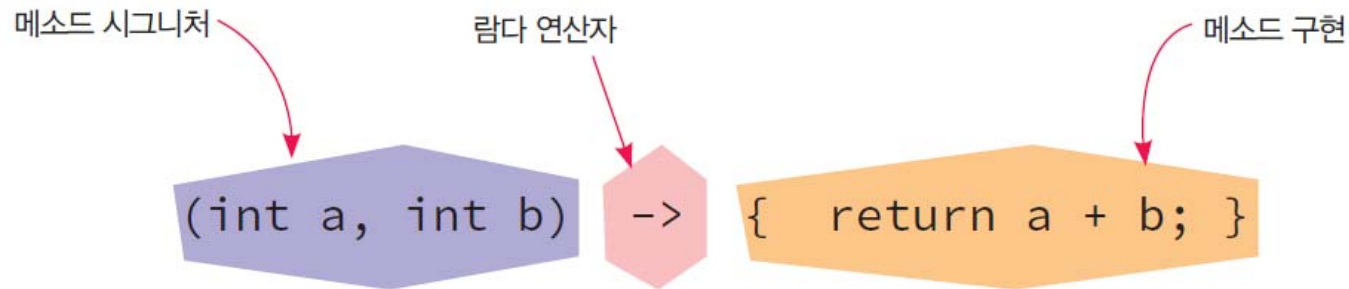 메소드 시그니처 람다 연산자 메소드 구현
(int a, int b) -> { return a + b; }